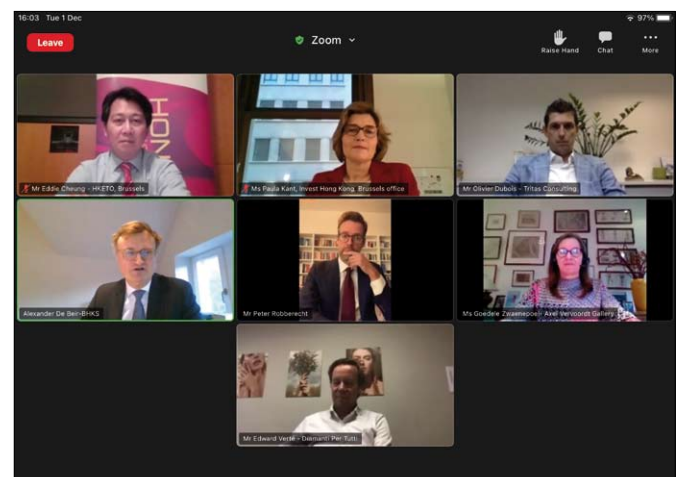 16:03 Tue 1 Dec
97%
Leave
Zoom
Raise Hand
Chat
More
HON
Mr Eddie Cheung - HKETO, Brussels
Ms Paula Kant, Invest Hong Kong, Brussels office
Mr Olivier Dubois - Tritas Consulting
Alexander De Beir-BHKS
Mr Peter Robberecht
Ms Goedele Zwaenepoel - Axel Vervoordt Gallery
Mr Edward Verté - Diamanti Per Tutti